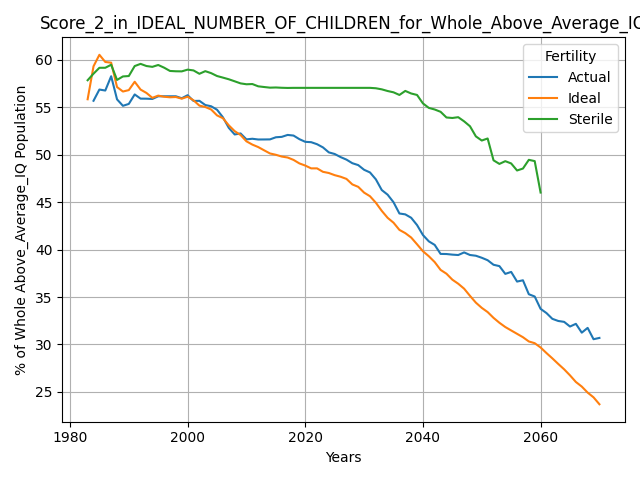 Score_2_in_IDEAL_NUMBER_OF_CHILDREN_for_Whole_Above_Average_IQ
Fertility
Actual
Ideal
Sterile
% of Whole Above_Average_IQ Population
60
55
50
45
40
35
30
25
1980 2000 2020 2040 2060
Years